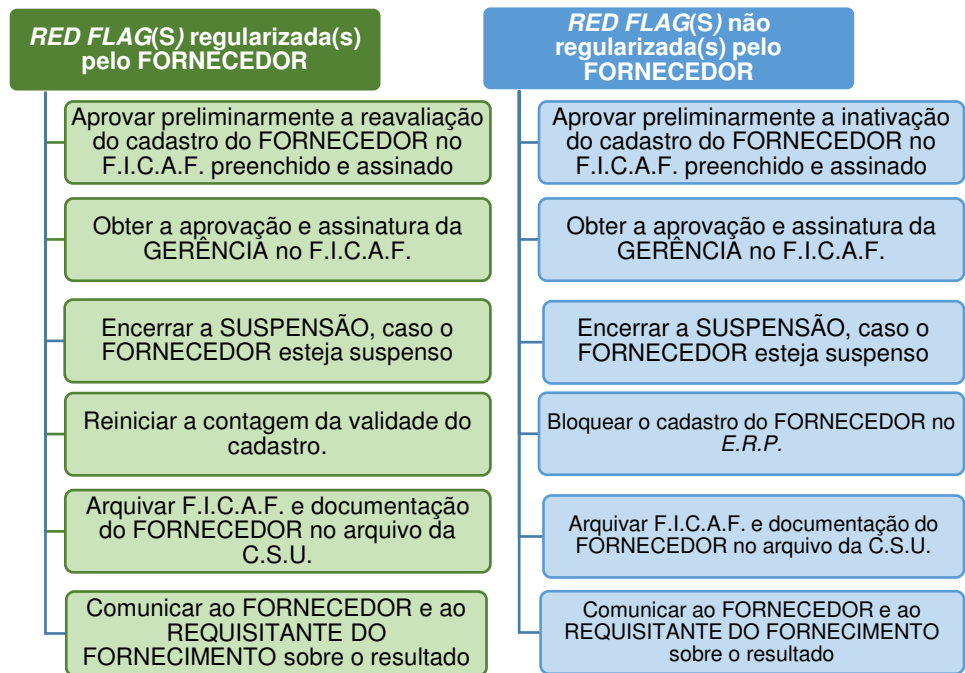 RED FLAG(S) regularizada(s)
pelo FORNECEDOR
Aprovar preliminarmente a reavaliação
do cadastro do FORNECEDOR no
F.I.C.A.F. preenchido e assinado
Obter a aprovação e assinatura da
GERÊNCIA no F.I.C.A.F.
Encerrar a SUSPENSÃO, caso o
FORNECEDOR esteja suspenso
Reiniciar a contagem da validade do
cadastro.
Arquivar F.I.C.A.F. e documentação
do FORNECEDOR no arquivo da
C.S.U.
Comunicar ao FORNECEDOR e ao
REQUISITANTE DO
FORNECIMENTO sobre o resultado
RED FLAG(S) não
regularizada(s) pelo
FORNECEDOR
Aprovar preliminarmente a inativação
do cadastro do FORNECEDOR no
F.I.C.A.F. preenchido e assinado
Obter a aprovação e assinatura da
GERÊNCIA no F.I.C.A.F.
Encerrar a SUSPENSÃO, caso o
FORNECEDOR esteja suspenso
Bloquear o cadastro do FORNECEDOR no
E.R.P.
Arquivar F.I.C.A.F. e documentação do
FORNECEDOR no arquivo da C.S.U.
Comunicar ao FORNECEDOR e ao
REQUISITANTE DO FORNECIMENTO
sobre o resultado